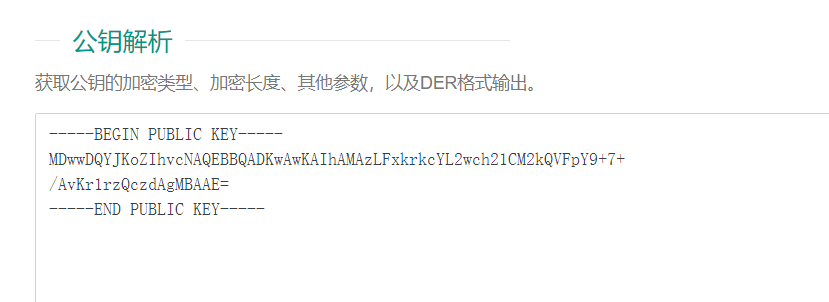 公钥解析
获取公钥的加密类型、加密长度、其他参数，以及DER格式输出。
-----BEGIN PUBLIC KEY-----
MDwwDQYJKoZIhvcNAQEBBQADKwAwKAIhAMAzLFxkrkcYL2wch21CM2kQVFpY9+7+
/AvKr1rzQczdAgMBAAE=
-----END PUBLIC KEY-----